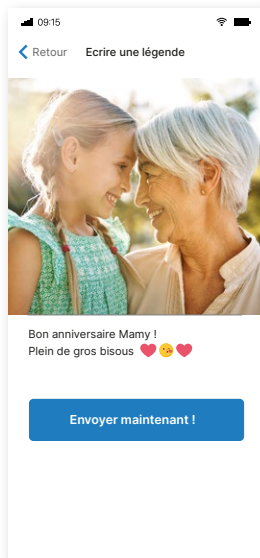 09:15
Retour Ecrire une légende
Bon anniversaire Mamy !
Plein de gros bisous ❤️😘❤️
Envoyer maintenant !